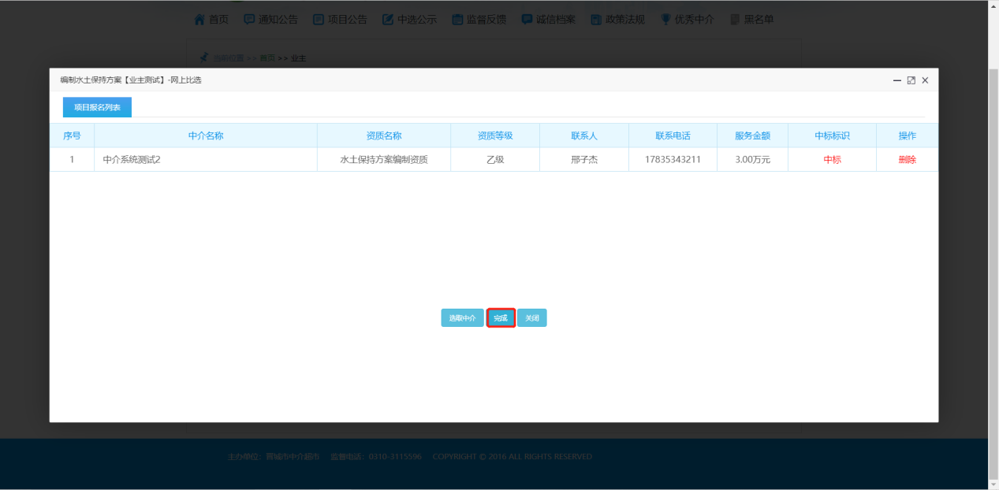 首页 通知公告 项目公告 中选公示 监督反馈 诚信档案 政策法规 优秀中介 黑名单
当前位置 >> 首页 >> 业主
编制水土保持方案【业主测试】-网上比选
项目报名列表
序号 中介名称 资质名称 资质等级 联系人 联系电话 服务金额 中标标识 操作
1 中介系统测试2 水土保持方案编制资质 乙级 邢子杰 17835343211 3.00万元 中标 删除
选取中介 完成 关闭
主办单位：晋城市中介超市 监督电话：0310-3115596 COPYRIGHT © 2016 ALL RIGHTS RESERVED